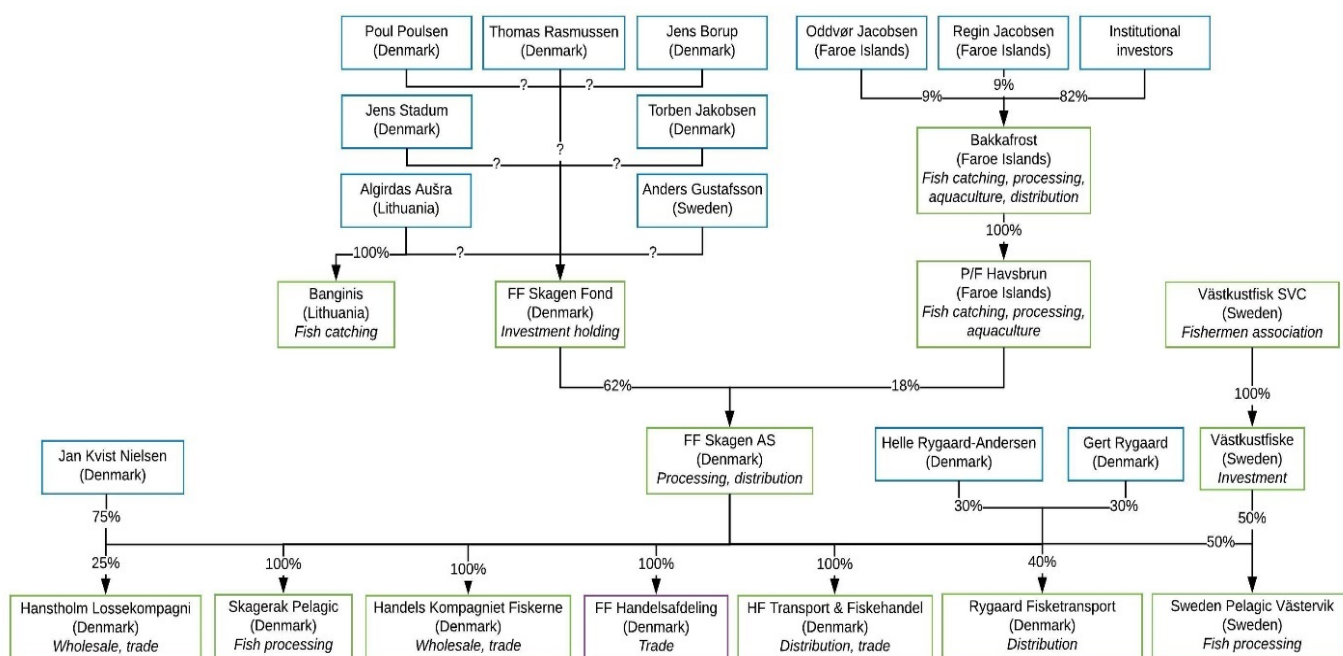 Poul Poulsen
(Denmark)
Thomas Rasmussen
(Denmark)
Jens Borup
(Denmark)
Oddvør Jacobsen
(Faroe Islands)
Regin Jacobsen
(Faroe Islands)
Institutional
investors
?
?
9%
9%
82%
Jens Stadum
(Denmark)
Torben Jakobsen
(Denmark)
?
?
?
Bakkafrost
(Faroe Islands)
Fish catching, processing,
aquaculture, distribution
Algirdas Aušra
(Lithuania)
Anders Gustafsson
(Sweden)
100%
?
?
100%
Banginis
(Lithuania)
Fish catching
FF Skagen Fond
(Denmark)
Investment holding
P/F Havsbrun
(Faroe Islands)
Fish catching, processing,
aquaculture
Västkustfisk SVC
(Sweden)
Fishermen association
62%
18%
100%
Jan Kvist Nielsen
(Denmark)
FF Skagen AS
(Denmark)
Processing, distribution
Helle Rygaard-Andersen
(Denmark)
Gert Rygaard
(Denmark)
Västkustfiske
(Sweden)
Investment
75%
30%
30%
50%
50%
25%
100%
100%
100%
100%
40%
Hanstholm Lossekompagni
(Denmark)
Wholesale, trade
Skagerak Pelagic
(Denmark)
Fish processing
Handels Kompagniet Fiskerne
(Denmark)
Wholesale, trade
FF Handelsafdeling
(Denmark)
Trade
HF Transport & Fiskehandel
(Denmark)
Distribution, trade
Rygaard Fisketransport
(Denmark)
Distribution
Sweden Pelagic Västervik
(Sweden)
Fish processing